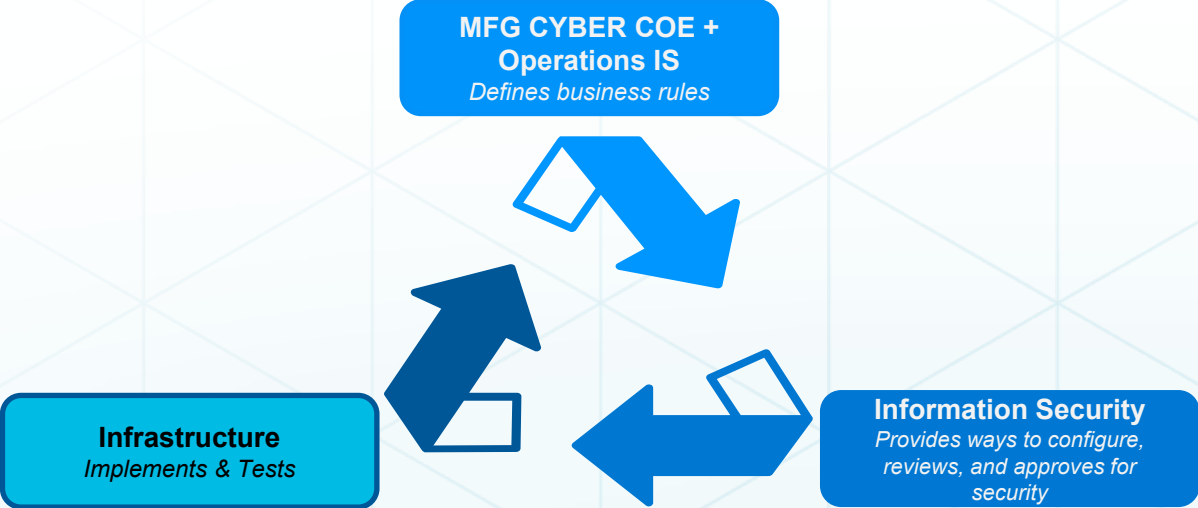 MFG CYBER COE +
Operations IS
Defines business rules
Infrastructure
Implements & Tests
Information Security
Provides ways to configure,
reviews, and approves for
security